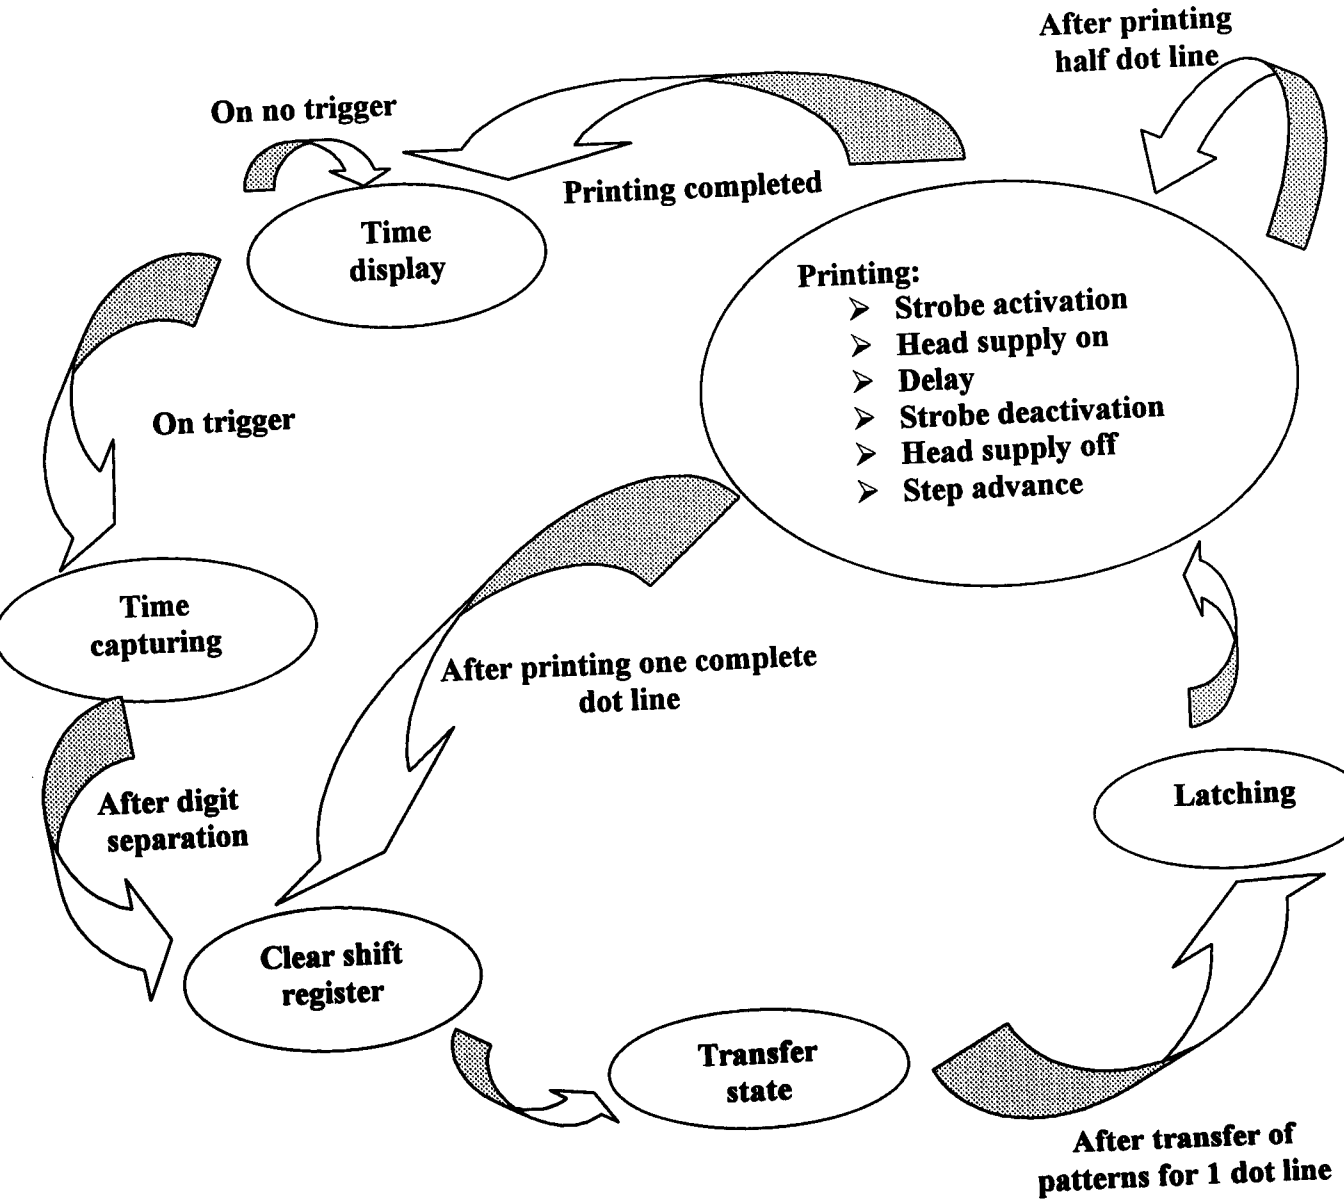 After printing
half dot line
On no trigger
Printing completed
Time
display
Printing:
➢ Strobe activation
➢ Head supply on
➢ Delay
➢ Strobe deactivation
➢ Head supply off
➢ Step advance
On trigger
Time
capturing
After printing one complete
dot line
After digit
separation
Latching
Clear shift
register
Transfer
state
After transfer of
patterns for 1 dot line